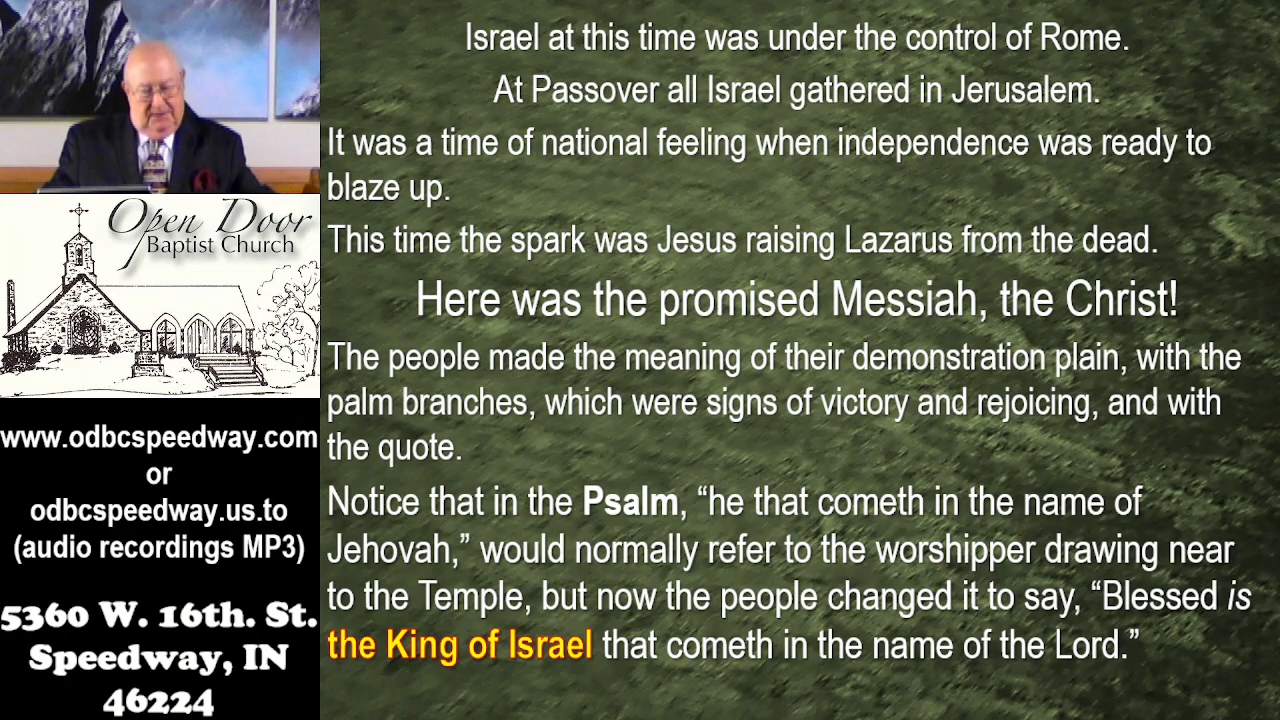 Israel at this time was under the control of Rome.
At Passover all Israel gathered in Jerusalem.
It was a time of national feeling when independence was ready to
blaze up.
This time the spark was Jesus raising Lazarus from the dead.
Here was the promised Messiah, the Christ!
The people made the meaning of their demonstration plain, with the
palm branches, which were signs of victory and rejoicing, and with
the quote.
Notice that in the Psalm, “he that cometh in the name of
Jehovah,” would normally refer to the worshipper drawing near
to the Temple, but now the people changed it to say, “Blessed is
the King of Israel that cometh in the name of the Lord.”
Open Door
Baptist Church
www.odbcspeedway.com
or
odbcspeedway.us.to
(audio recordings MP3)
5360 W. 16th. St.
Speedway, IN
46224